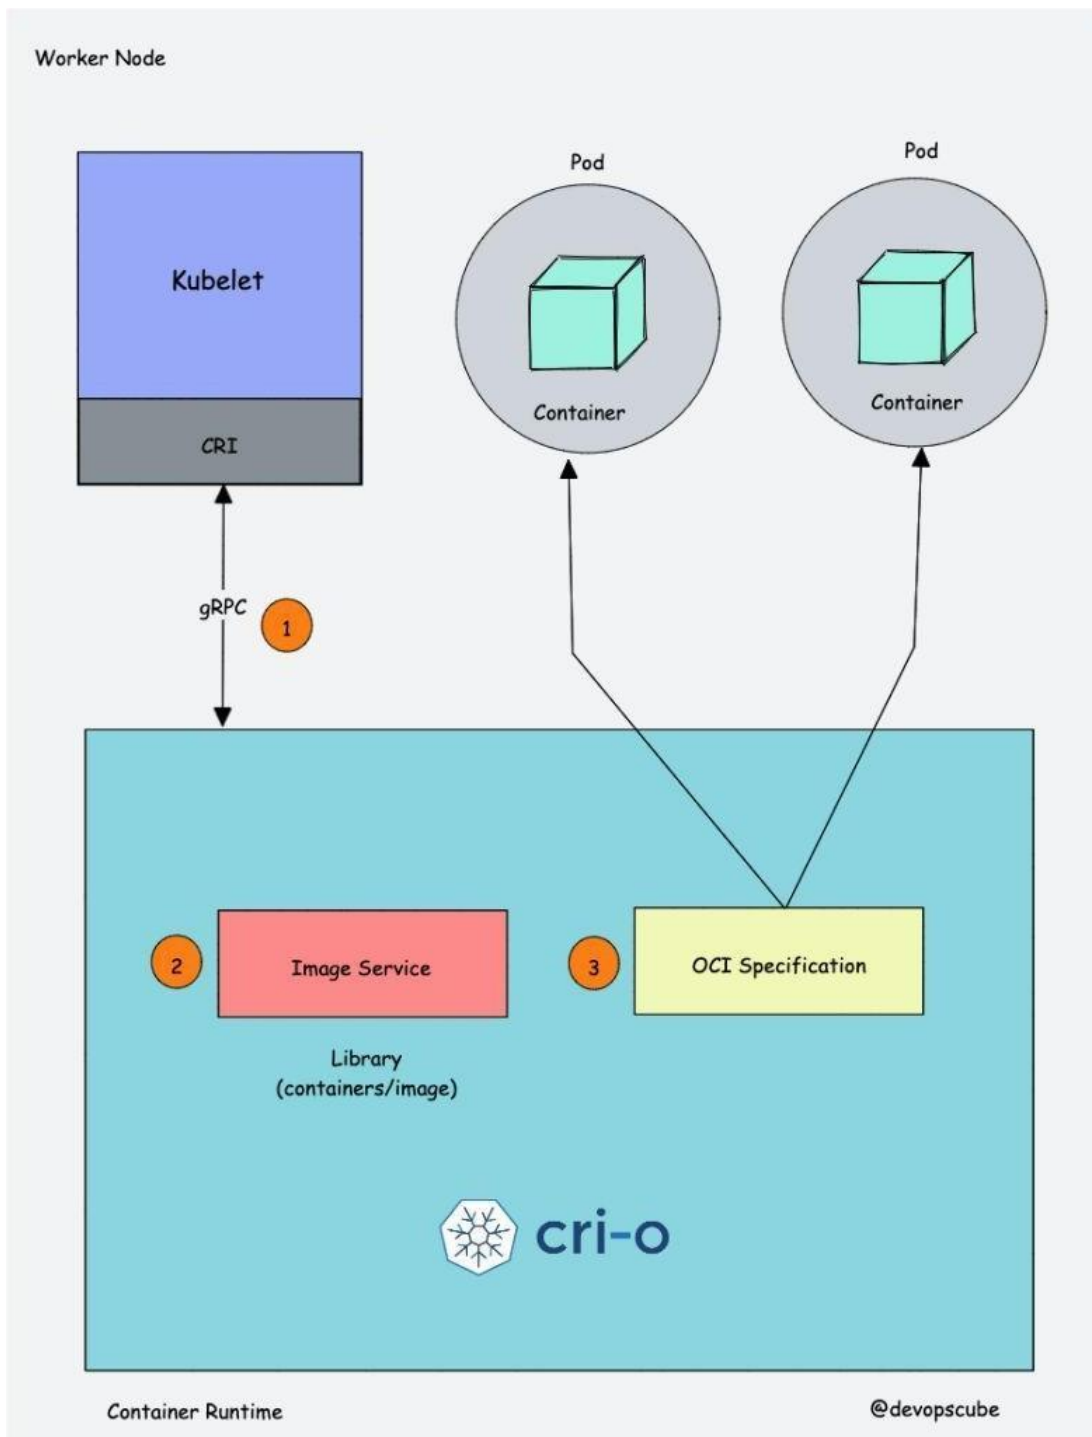 Worker Node
Pod
Pod
Kubelet
Container
Container
CRI
gRPC
1
2
Image Service
3
OCI Specification
Library
(containers/image)
cri-o
Container Runtime
@devopscube